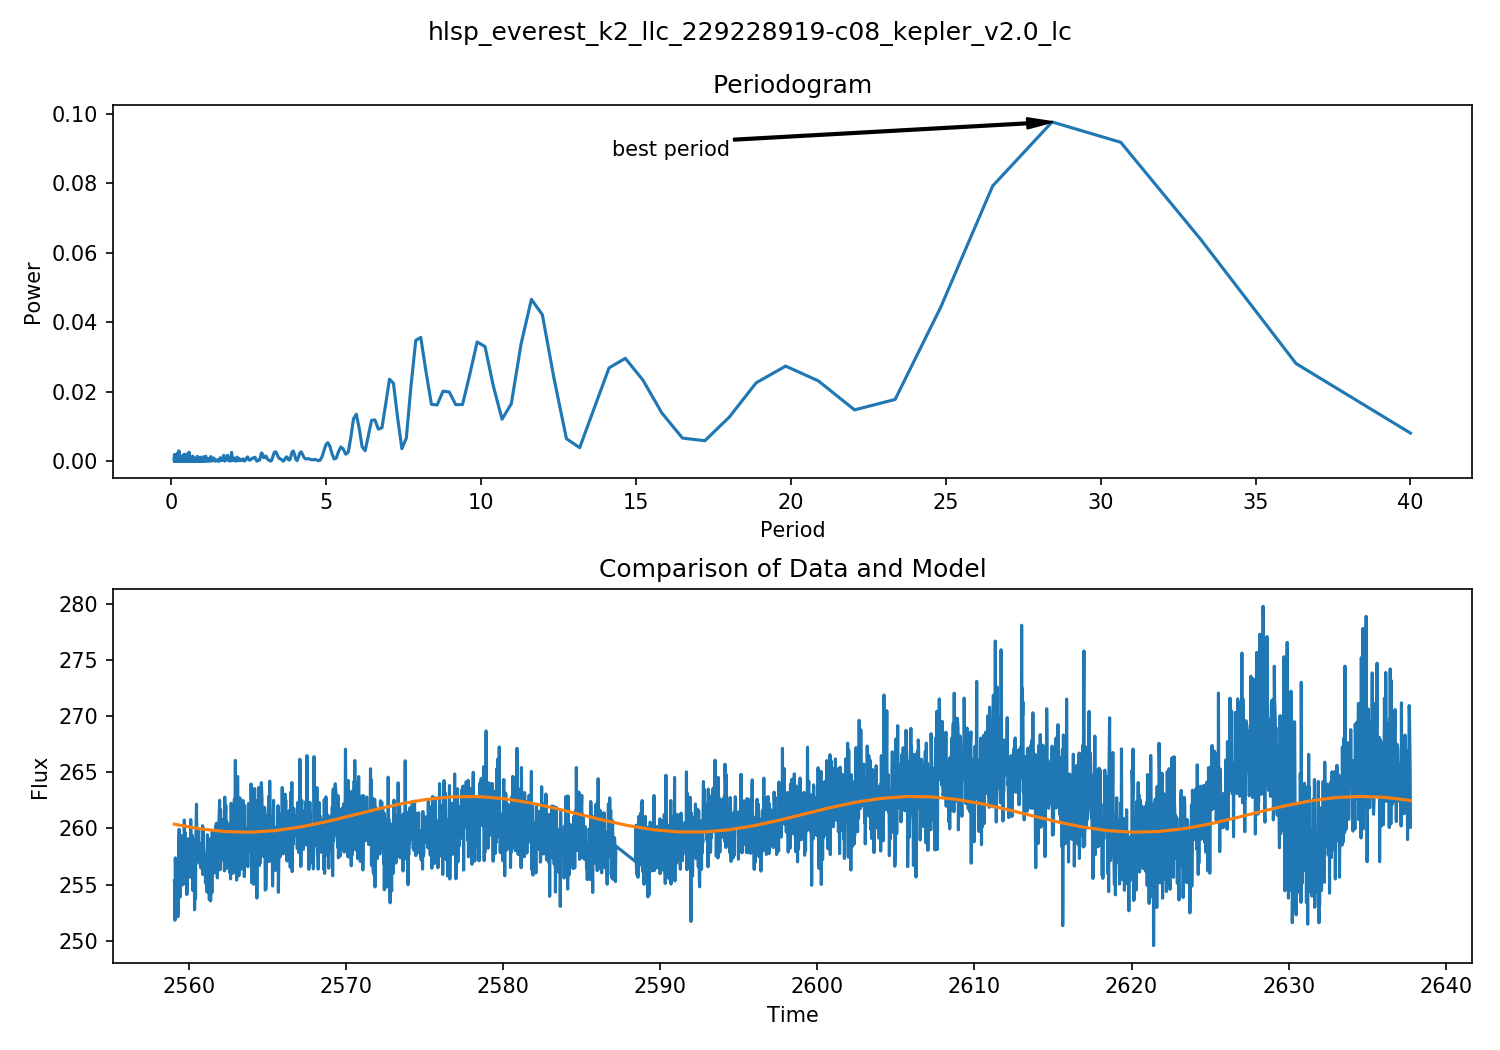 hlsp_everest_k2_llc_229228919-c08_kepler_v2.0_lc
Periodogram
0.10
0.08
0.06
0.04
0.02
0.00
Power
best period
0 5 10 15 20 25 30 35 40
Period
Comparison of Data and Model
280
275
270
265
260
255
250
Flux
2560 2570 2580 2590 2600 2610 2620 2630 2640
Time